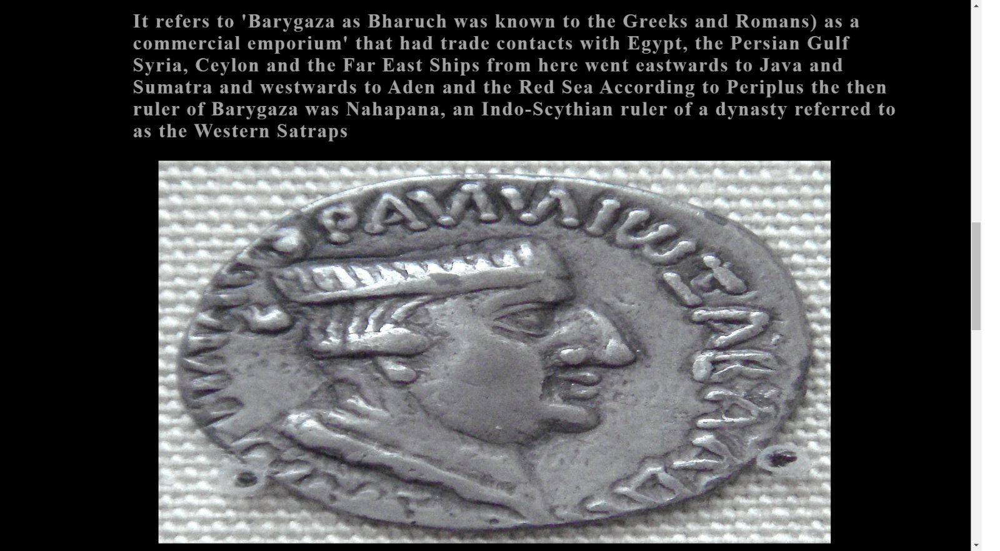 It refers to 'Barygaza as Bharuch was known to the Greeks and Romans) as a
commercial emporium' that had trade contacts with Egypt, the Persian Gulf
Syria, Ceylon and the Far East Ships from here went eastwards to Java and
Sumatra and westwards to Aden and the Red Sea According to Periplus the then
ruler of Barygaza was Nahapana, an Indo-Scythian ruler of a dynasty referred to
as the Western Satraps